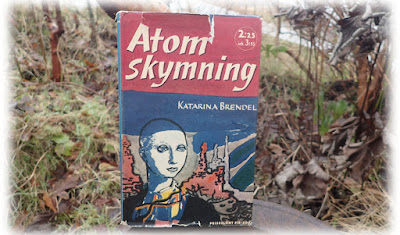 Atom
skymning
2:25
KATARINA BRENDEL